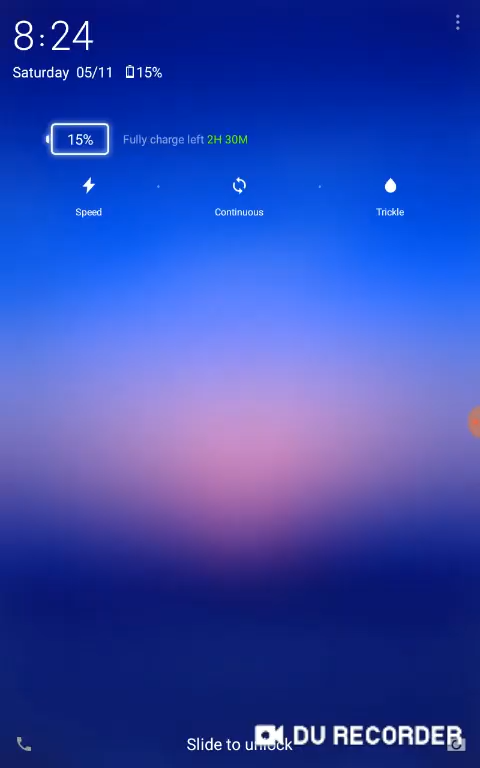 8:24
Saturday 05/11 15%
15% Fully charge left 2H 30M
Speed Continuous Trickle
Slide to unlock
DU RECORDER